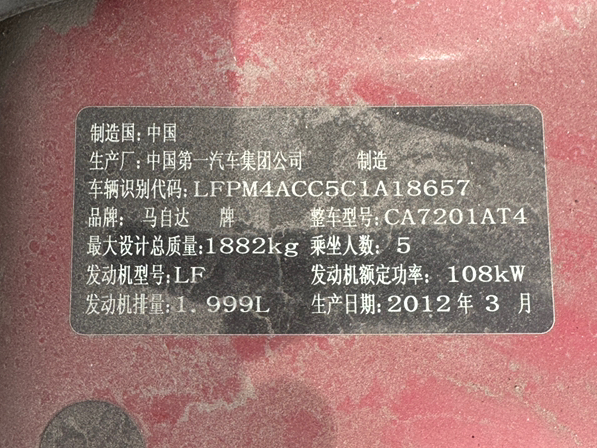 制造国:中国
生产厂:中国第一汽车集团公司 制造
车辆识别代码:LFPM4ACC5C1A18657
品牌: 马自达 牌 整车型号:CA7201AT4
最大设计总质量:1882kg 乘坐人数: 5
发动机型号:LF 发动机额定功率: 108kW
发动机排量:1.999L 生产日期:2012年 3 月